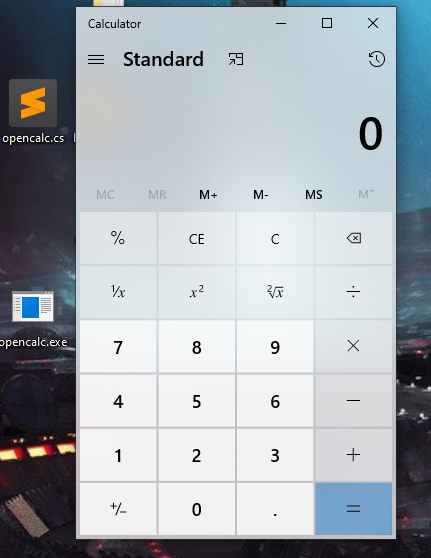 Calculator
Standard
0
opencalc.cs
MC MR M+ M- MS M˅
% CE C
⅟x x² ²√x ÷
opencalc.exe
7 8 9 ×
4 5 6 −
1 2 3 +
+/− 0 . =